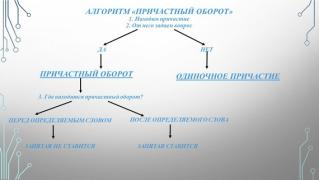 АЛГОРИТМ «ПРИЧАСТНЫЙ ОБОРОТ»
1. Находим причастие
2. От него задаем вопрос
ДА
НЕТ
ПРИЧАСТНЫЙ ОБОРОТ
ОДИНОЧНОЕ ПРИЧАСТИЕ
3. Где находится причастный оборот?
ПЕРЕД ОПРЕДЕЛЯЕМЫМ СЛОВОМ
ПОСЛЕ ОПРЕДЕЛЯЕМОГО СЛОВА
ЗАПЯТАЯ НЕ СТАВИТСЯ
ЗАПЯТАЯ СТАВИТСЯ